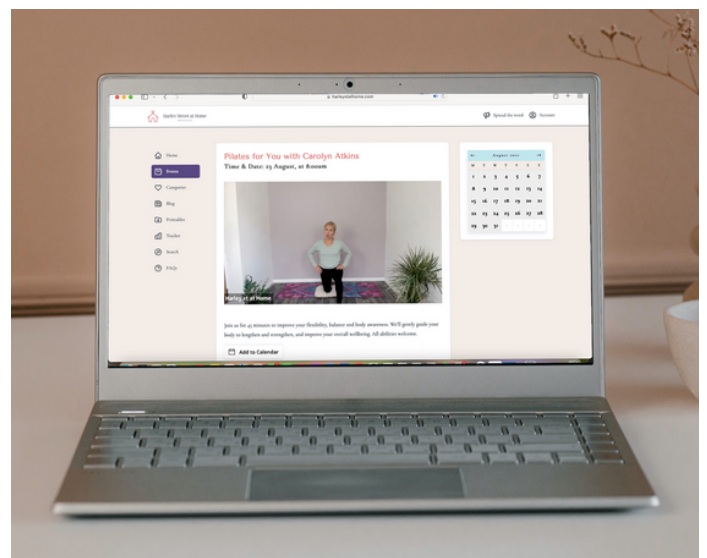 harleystathome.com
Harley Street at Home
Spread the word
Account
Home
Events
Categories
Blog
Printables
Tracker
Search
FAQs
Pilates for You with Carolyn Atkins
Time & Date: 23 August, at 8:00am
Harley st at Home
Join us for 45 minutes to improve your flexibility, balance and body awareness. We'll gently guide your
body to lengthen and strengthen, and improve your overall wellbeing. All abilities welcome.
Add to Calendar
August 2022
M T W T F S S
1 2 3 4 5 6 7
8 9 10 11 12 13 14
15 16 17 18 19 20 21
22 23 24 25 26 27 28
29 30 31